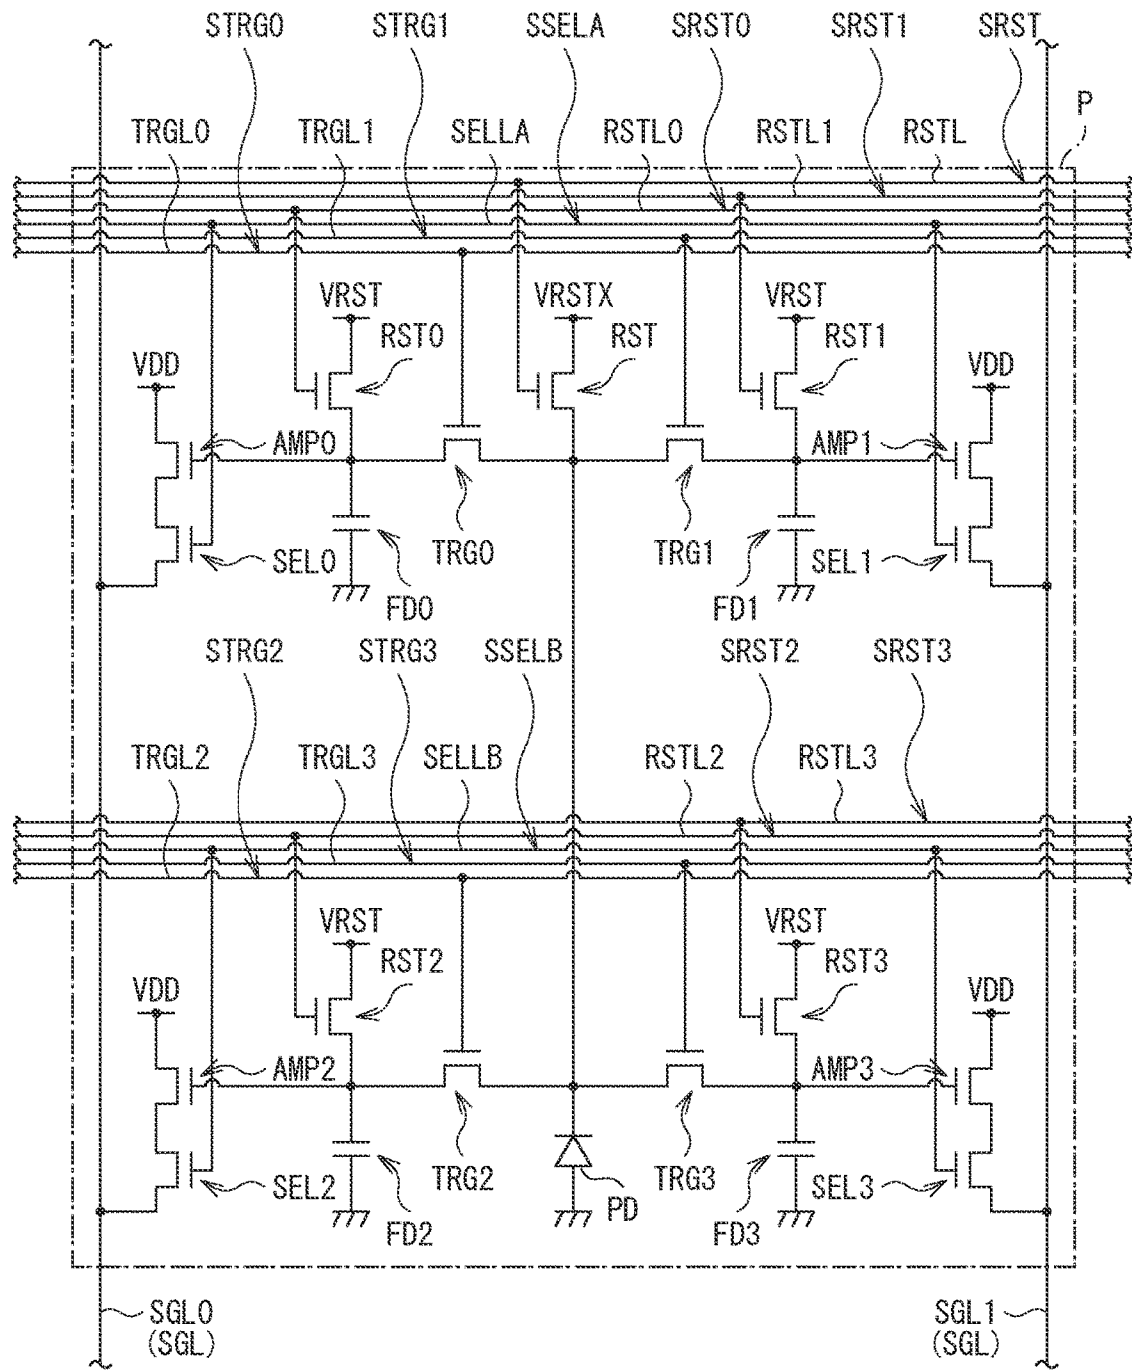 STRG0 STRG1 SSELA SRST0 SRST1 SRST
P
TRGL0 TRGL1 SELLA RSTL0 RSTL1 RSTL
VRST VRSTX VRST
RST0 RST RST1
VDD VDD
AMP0 AMP1
TRG0 TRG1
SEL0 SEL1
FD0 FD1
STRG2 STRG3 SSELB SRST2 SRST3
TRGL2 TRGL3 SELLB RSTL2 RSTL3
VRST VRST
RST2 RST3
VDD VDD
AMP2 AMP3
TRG2 TRG3
SEL2 SEL3
PD
FD2 FD3
SGL0 SGL1
(SGL) (SGL)